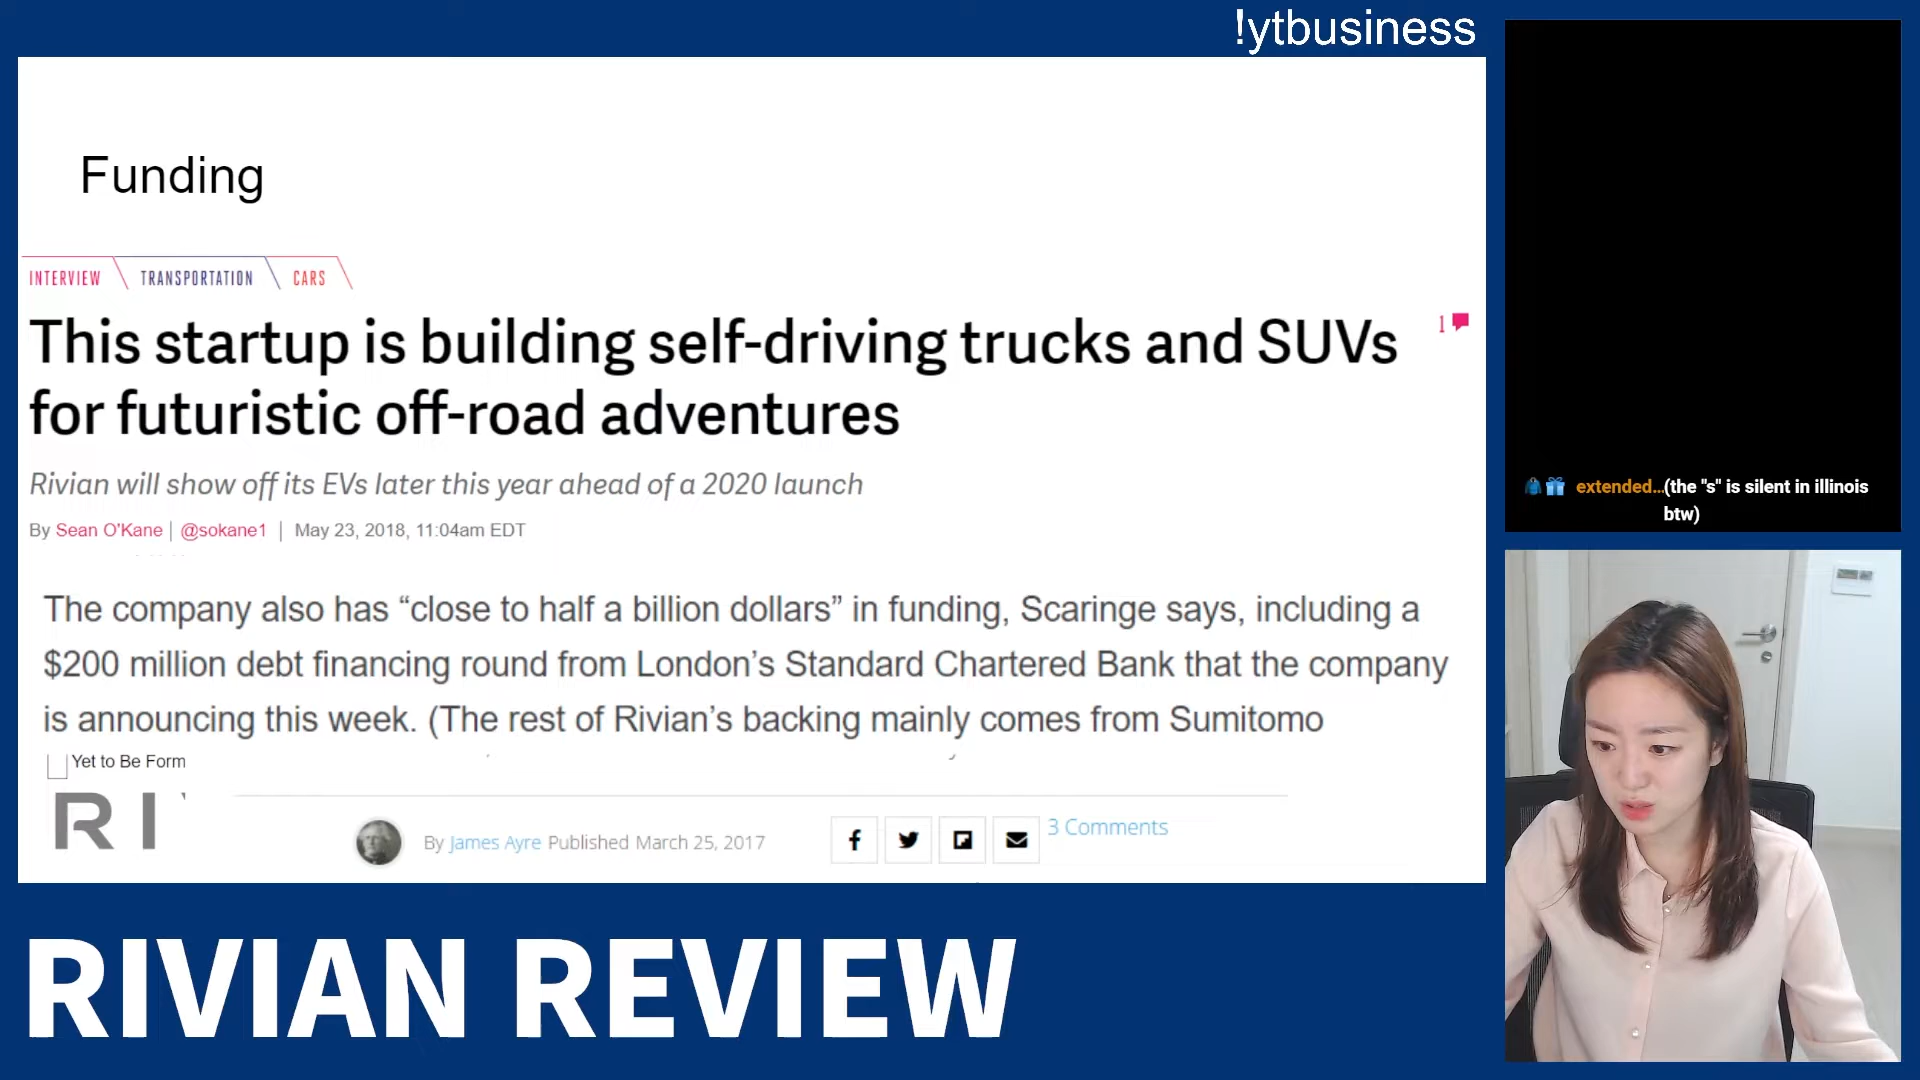 !ytbusiness
Funding
INTERVIEW TRANSPORTATION CARS
This startup is building self-driving trucks and SUVs
for futuristic off-road adventures
1
Rivian will show off its EVs later this year ahead of a 2020 launch
By Sean O'Kane | @sokane1 | May 23, 2018, 11:04am EDT
The company also has “close to half a billion dollars” in funding, Scaringe says, including a
$200 million debt financing round from London’s Standard Chartered Bank that the company
is announcing this week. (The rest of Rivian’s backing mainly comes from Sumitomo
Yet to Be Form
R I
By James Ayre Published March 25, 2017
3 Comments
RIVIAN REVIEW
extended…(the "s" is silent in illinois
btw)